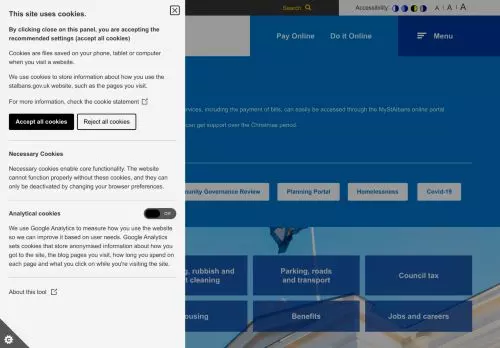 This site uses cookies.
By clicking close on this panel, you are accepting the
recommended settings (accept all cookies)
Cookies are files saved on your phone, tablet or computer
when you visit a website.
We use cookies to store information about how you use the
stalbans.gov.uk website, such as the pages you visit.
For more information, check the cookie statement
Accept all cookies
Reject all cookies
Necessary Cookies
Necessary cookies enable core functionality. The website
cannot function properly without these cookies, and they can
only be deactivated by changing your browser preferences.
Analytical cookies
Off
We use Google Analytics to measure how you use the website
so we can improve it based on user needs. Google Analytics
sets cookies that store anonymised information about how you
got to the site, the blog pages you visit, how long you spend on
each page and what you click on while you're visiting the site.
About this tool
Search
Accessibility
A A A
Pay Online
Do it Online
Menu
services, including the payment of bills, can easily be accessed through the MyStAlbans online portal.
can get support over the Christmas period.
Governance Review
Planning Portal
Homelessness
Covid-19
rubbish and
cleaning
Parking, roads
and transport
Council tax
Benefits
Jobs and careers